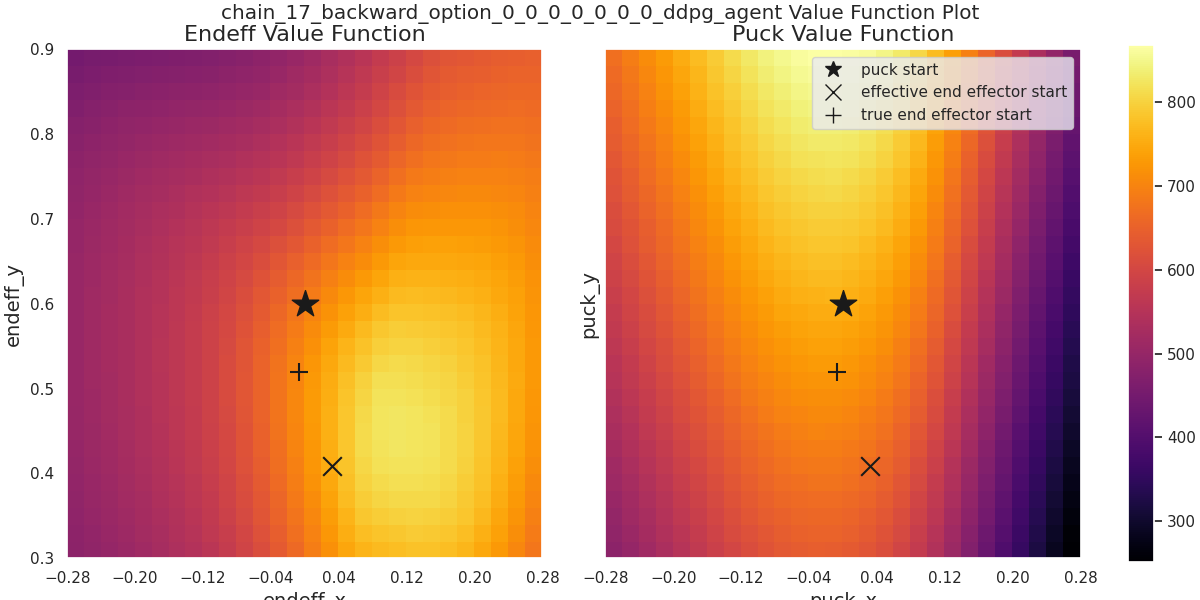 chain_17_backward_option_0_0_0_0_0_0_0_ddpg_agent Value Function Plot
Endeff Value Function
Puck Value Function
puck start
effective end effector start
true end effector start
endeff_y
0.9
0.8
0.7
0.6
0.5
0.4
0.3
−0.28 −0.20 −0.12 −0.04 0.04 0.12 0.20 0.28
endeff_x
puck_y
−0.28 −0.20 −0.12 −0.04 0.04 0.12 0.20 0.28
puck_x
800
700
600
500
400
300